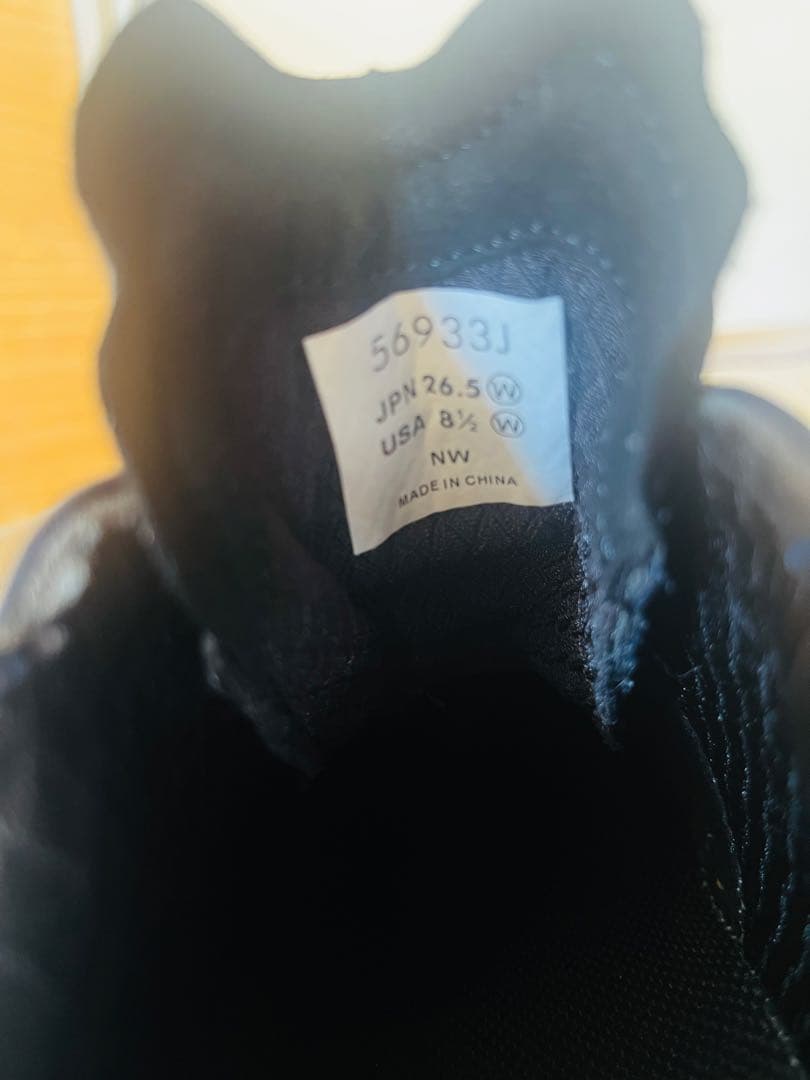 56933J
JPN 26.5 Ⓦ
USA 8½ Ⓦ
NW
MADE IN CHINA